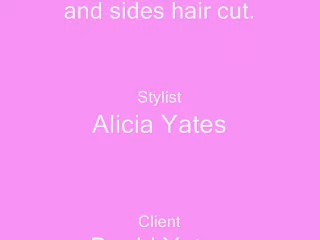 and sides hair cut.
Stylist
Alicia Yates
Client